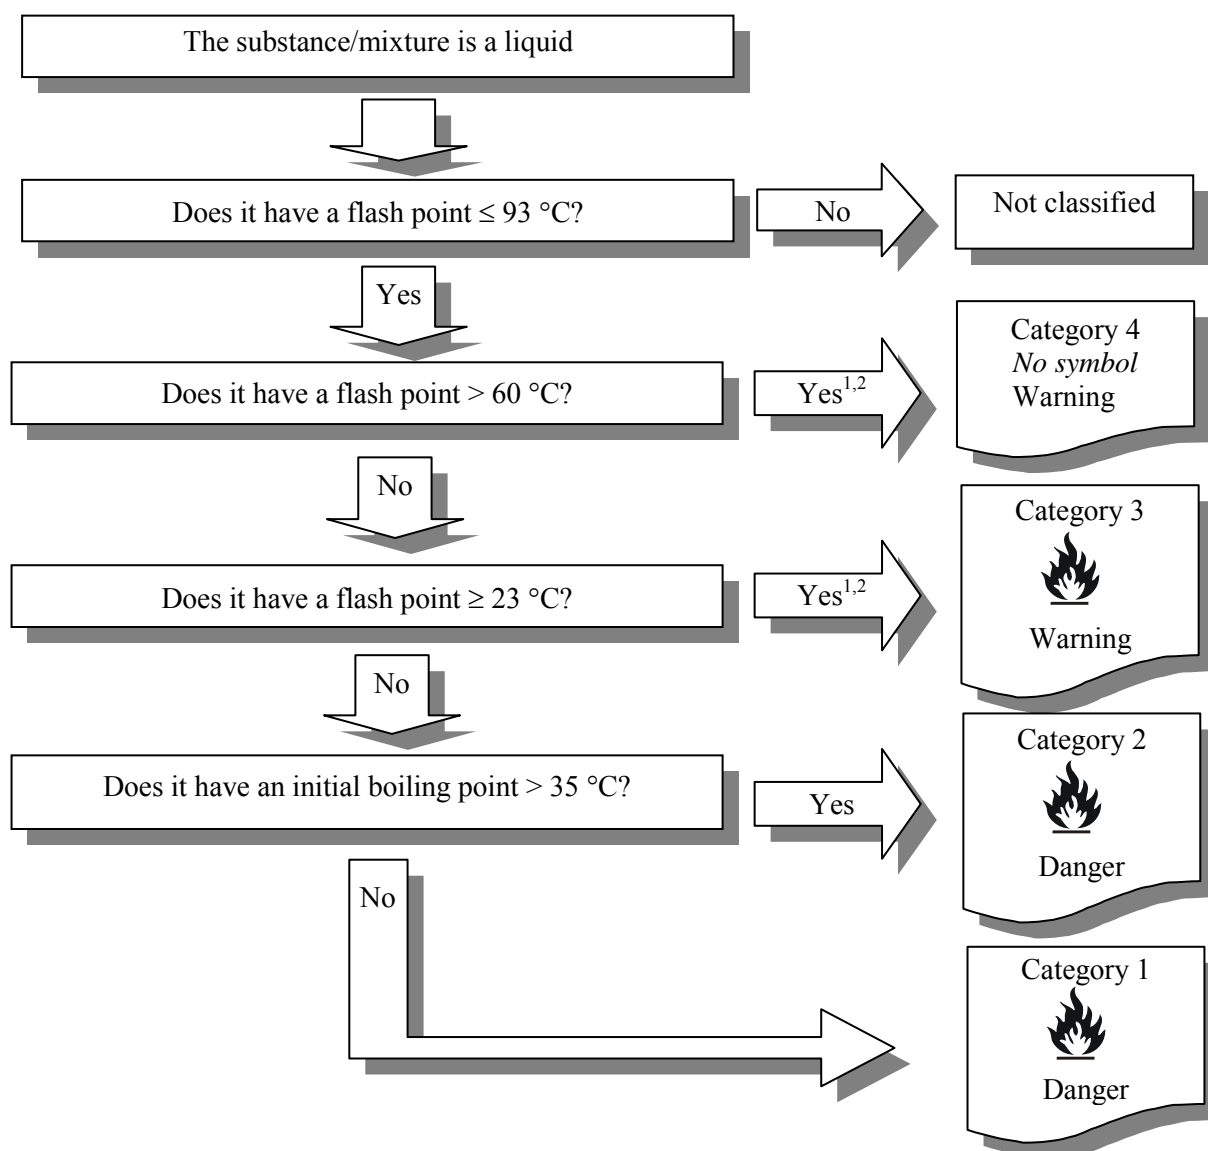 The substance/mixture is a liquid
Does it have a flash point ≤ 93 °C?
No
Not classified
Yes
Does it have a flash point > 60 °C?
Yes1,2
Category 4
No symbol
Warning
No
Does it have a flash point ≥ 23 °C?
Yes1,2
Category 3
Warning
No
Does it have an initial boiling point > 35 °C?
Yes
Category 2
Danger
No
Category 1
Danger